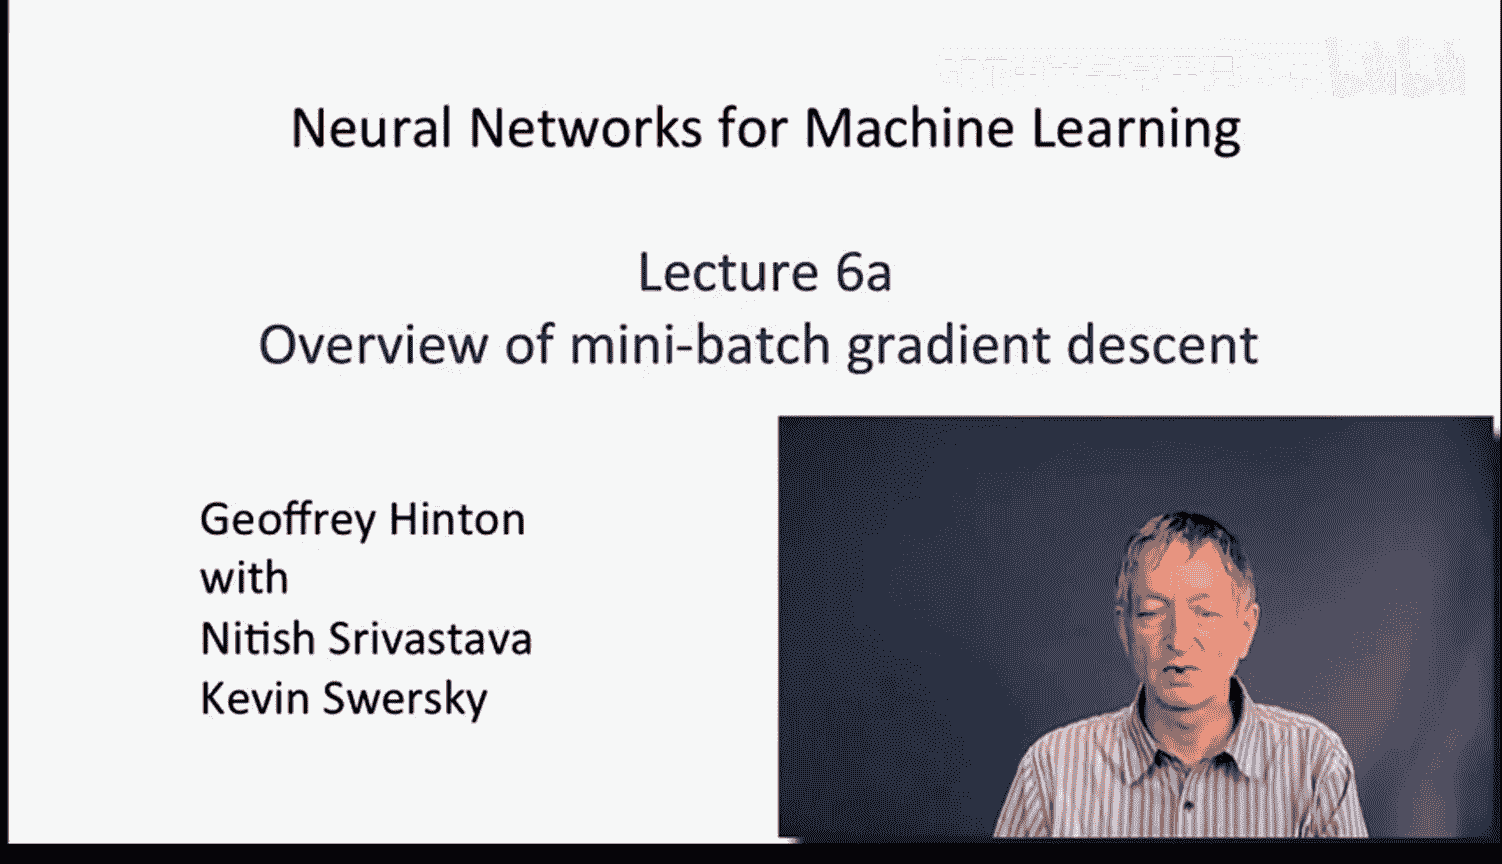 Neural Networks for Machine Learning
Lecture 6a
Overview of mini-batch gradient descent
Geoffrey Hinton
with
Nitish Srivastava
Kevin Swersky